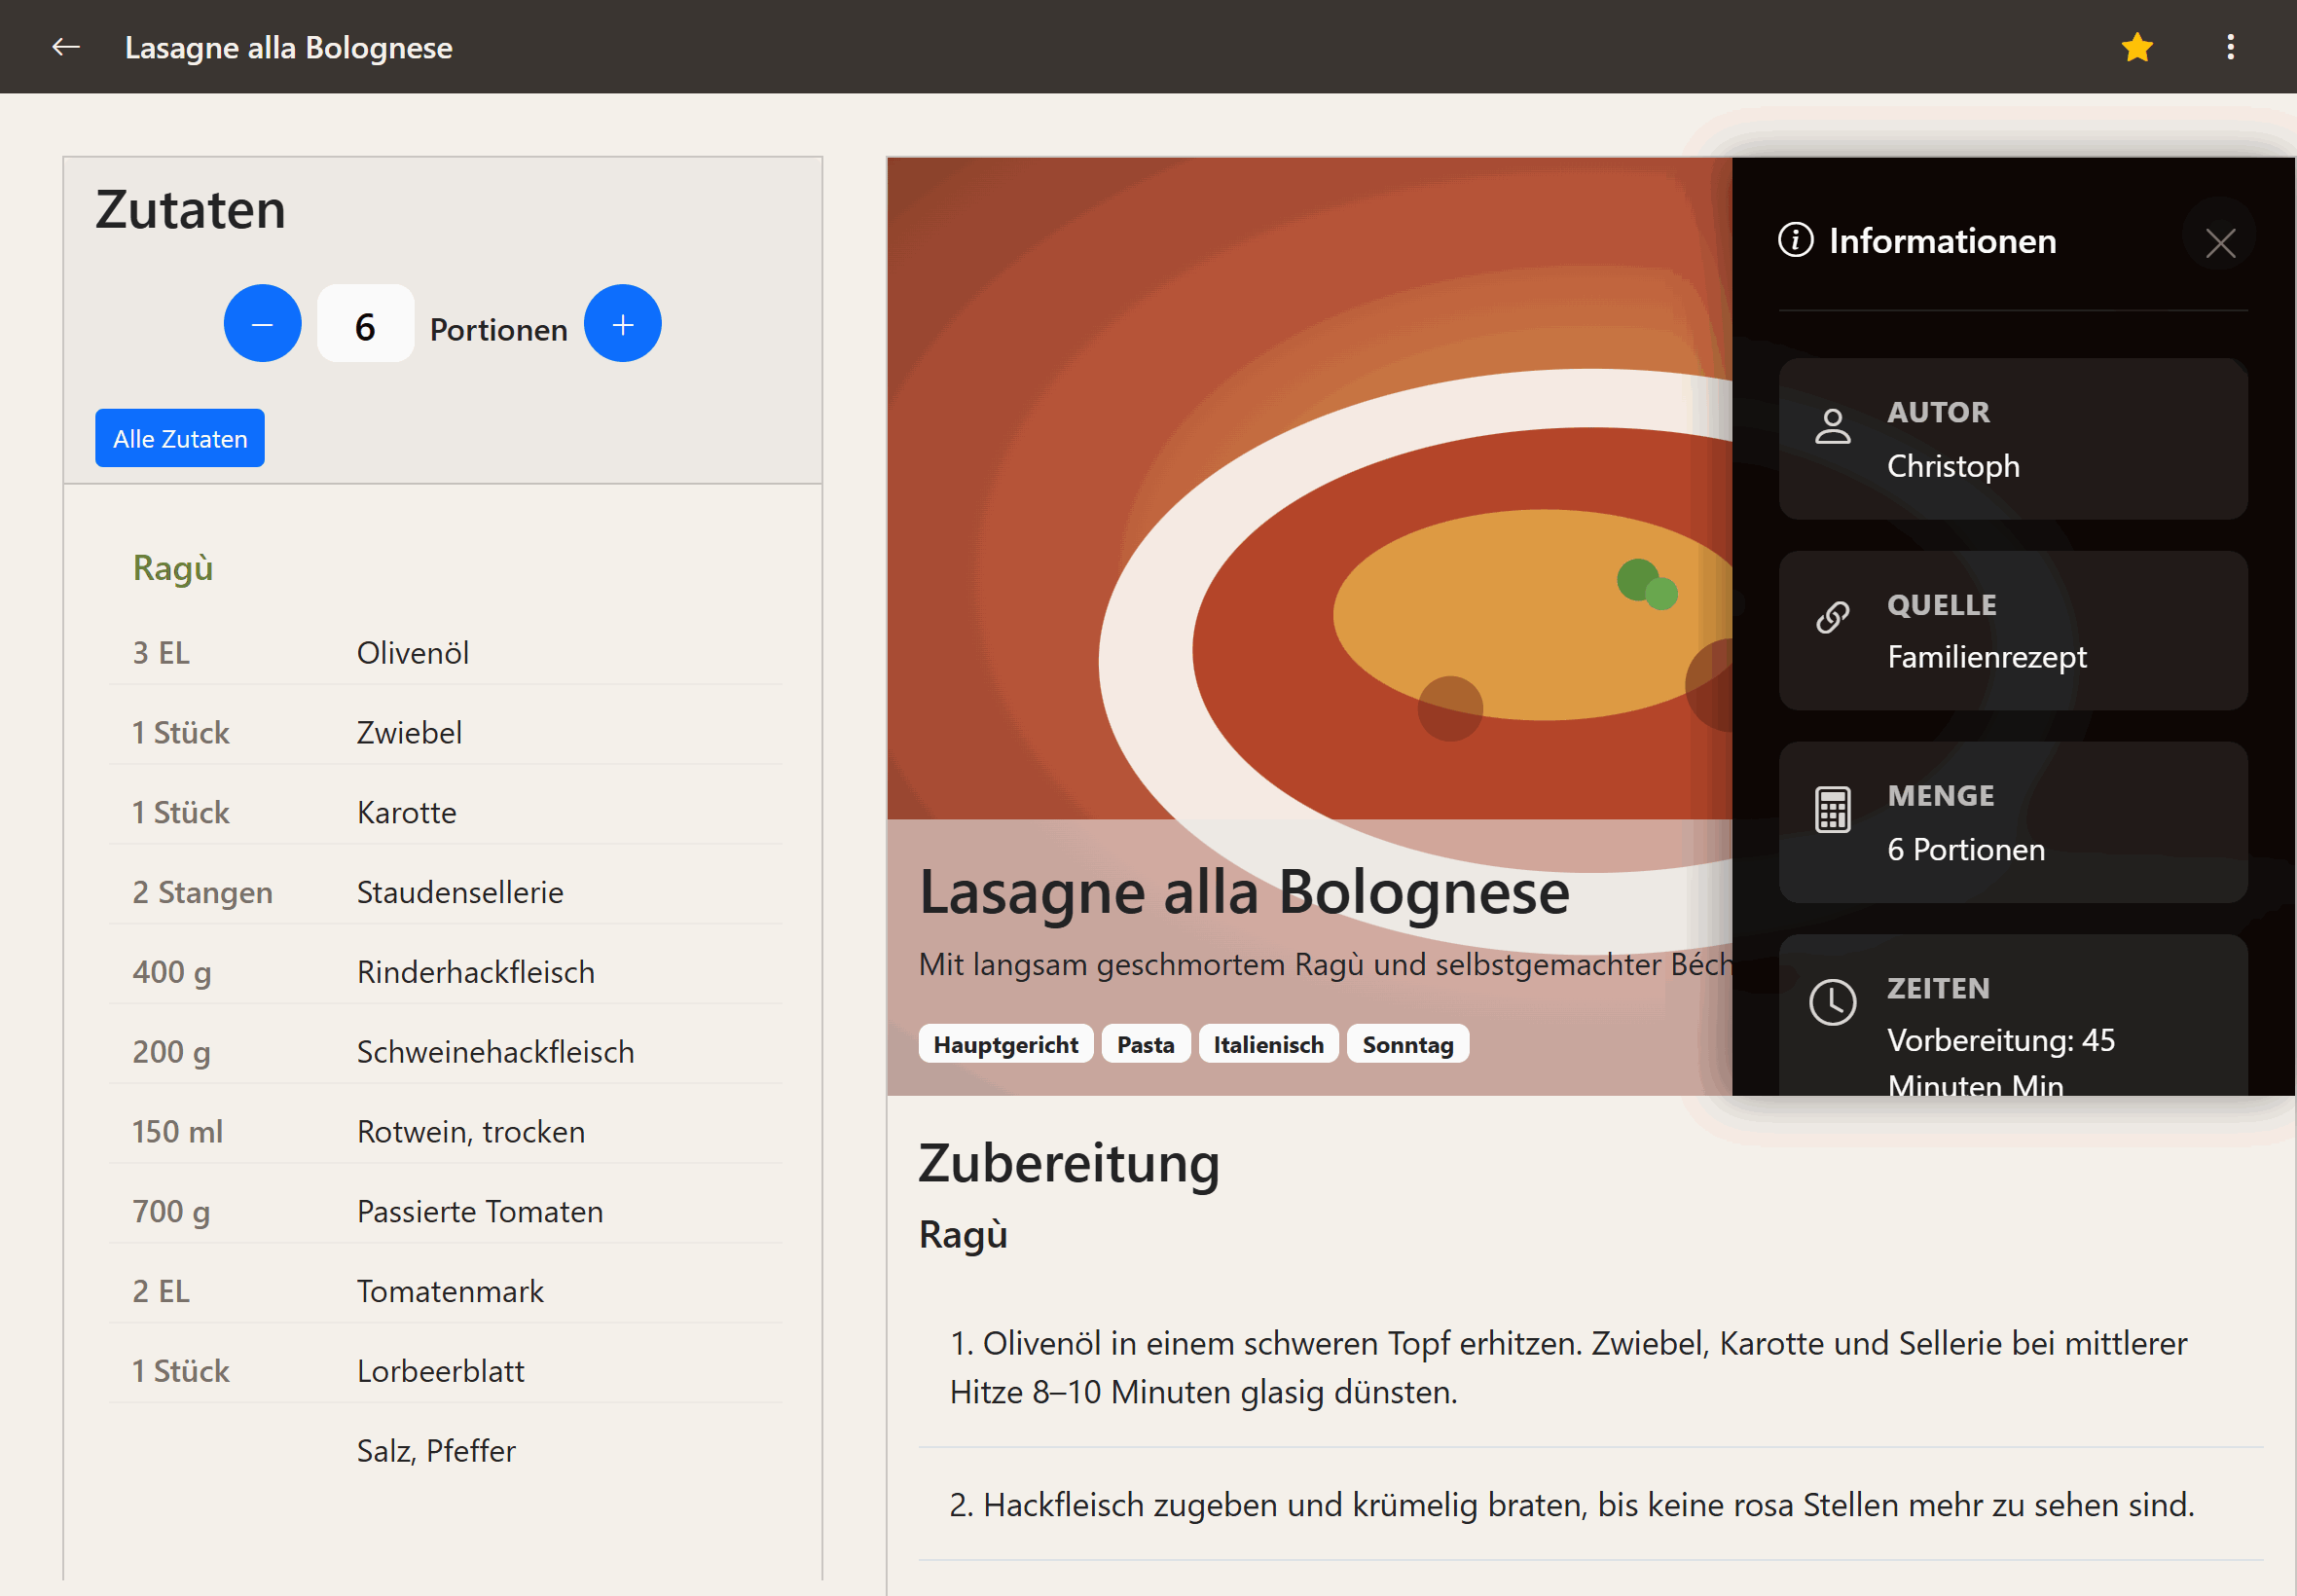 Lasagne alla Bolognese
Zutaten
6 Portionen
Alle Zutaten
Ragù
3 EL Olivenöl
1 Stück Zwiebel
1 Stück Karotte
2 Stangen Staudensellerie
400 g Rinderhackfleisch
200 g Schweinehackfleisch
150 ml Rotwein, trocken
700 g Passierte Tomaten
2 EL Tomatenmark
1 Stück Lorbeerblatt
Salz, Pfeffer
Lasagne alla Bolognese
Mit langsam geschmortem Ragù und selbstgemachter
Hauptgericht Pasta Italienisch Sonntag
Informationen
AUTOR
Christoph
QUELLE
Familienrezept
MENGE
6 Portionen
ZEITEN
Vorbereitung: 45
Minuten Min
Zubereitung
Ragù
1. Olivenöl in einem schweren Topf erhitzen. Zwiebel, Karotte und Sellerie bei mittlerer
Hitze 8–10 Minuten glasig dünsten.
2. Hackfleisch zugeben und krümelig braten, bis keine rosa Stellen mehr zu sehen sind.